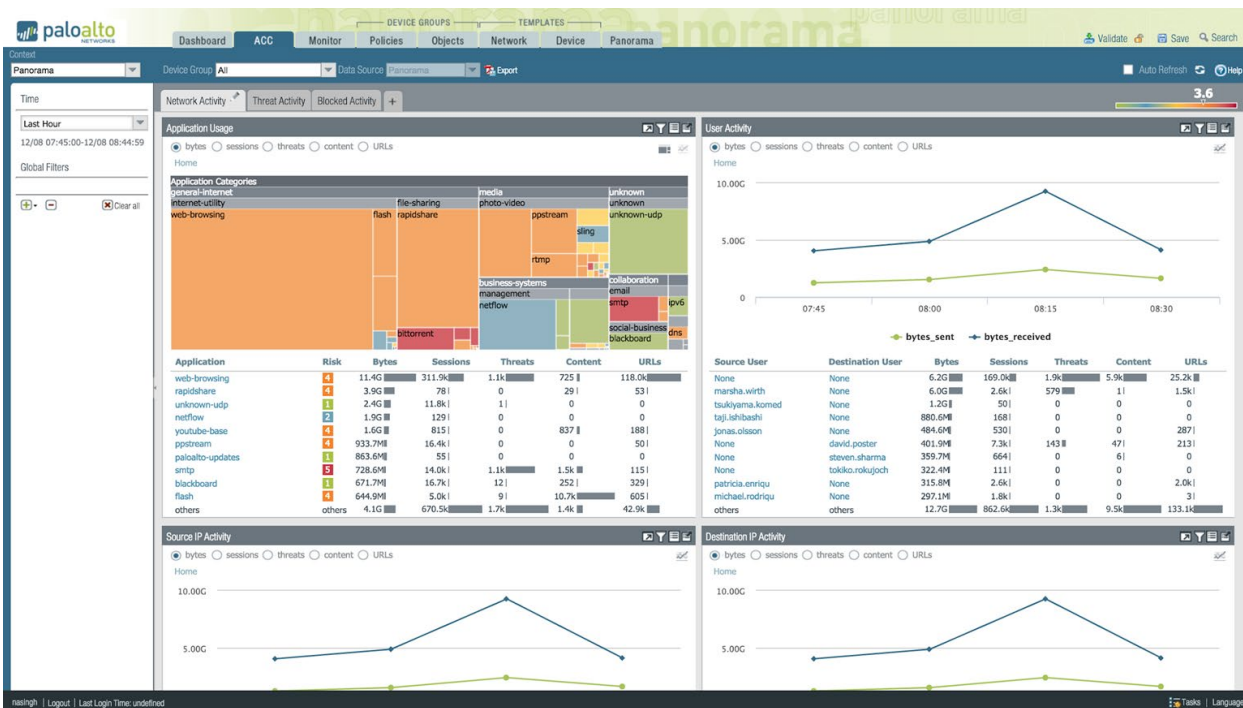 panorama
paloalto
NETWORKS
DEVICE GROUPS TEMPLATES
Dashboard ACC Monitor Policies Objects Network Device Panorama
Validate Save Search
Context
Panorama Device Group All Data Source Panorama Export Auto Refresh Help
Time
Last Hour
12/08 07:45:00-12/08 08:44:59
Global Filters
Clear all
Network Activity Threat Activity Blocked Activity + 3.6
Application Usage
bytes sessions threats content URLs
Home
Application Categories
general-internet media unknown
internet-utility file-sharing photo-video unknown
web-browsing flash rapidshare ppstream unknown-udp
sling
rtmp
business-systems collaboration
management email
netflow smtp ipv6
bittorrent social-business dns
blackboard
Application Risk Bytes Sessions Threats Content URLs
web-browsing 4 11.4G 311.9k 1.1k 725 118.0k
rapidshare 4 3.9G 78 0 29 53
unknown-udp 1 2.4G 11.8k 1 0 0
netflow 2 1.9G 129 0 0 0
youtube-base 4 1.6G 815 0 837 188
ppstream 4 933.7M 16.4k 0 0 50
paloalto-updates 1 863.6M 55 0 0 0
smtp 5 728.6M 14.0k 1.1k 1.5k 115
blackboard 1 671.7M 16.7k 12 252 329
flash 4 644.9M 5.0k 9 10.7k 605
others others 4.1G 670.5k 1.7k 1.4k 42.9k
User Activity
bytes sessions threats content URLs
Home
10.00G
5.00G
0
07:45 08:00 08:15 08:30
bytes_sent bytes_received
Source User Destination User Bytes Sessions Threats Content URLs
None None 6.2G 169.0k 1.9k 5.9k 25.2k
marsha.wirth None 6.0G 2.6k 579 1 1.5k
tsukiyama.komed None 1.2G 50 0 0 0
taji.ishibashi None 880.6M 168 0 0 0
jonas.olsson None 484.6M 530 0 0 287
None david.poster 401.9M 7.3k 143 47 213
None steven.sharma 359.7M 664 0 6 0
None tokiko.rokujoch 322.4M 111 0 0 0
patricia.enriqu None 315.8M 2.6k 0 0 2.0k
michael.rodriqu None 297.1M 1.8k 0 0 3
others others 12.7G 862.6k 1.3k 9.5k 133.1k
Source IP Activity
bytes sessions threats content URLs
Home
10.00G
5.00G
Destination IP Activity
bytes sessions threats content URLs
Home
10.00G
5.00G
nasingh | Logout | Last Login Time: undefined Tasks | Language